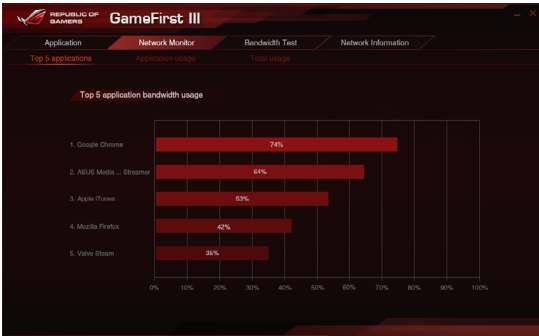 REPUBLIC OF
GAMERS
GameFirst III
Application Network Monitor Bandwidth Test Network Information
Top 5 applications Application usage Total usage
Top 5 application bandwidth usage
1. Google Chrome 74%
2. ASUS Media ... Streamer 64%
3. Apple iTunes 53%
4. Mozilla Firefox 42%
5. Valve Steam 35%
0% 10% 20% 30% 40% 50% 60% 70% 80% 90% 100%